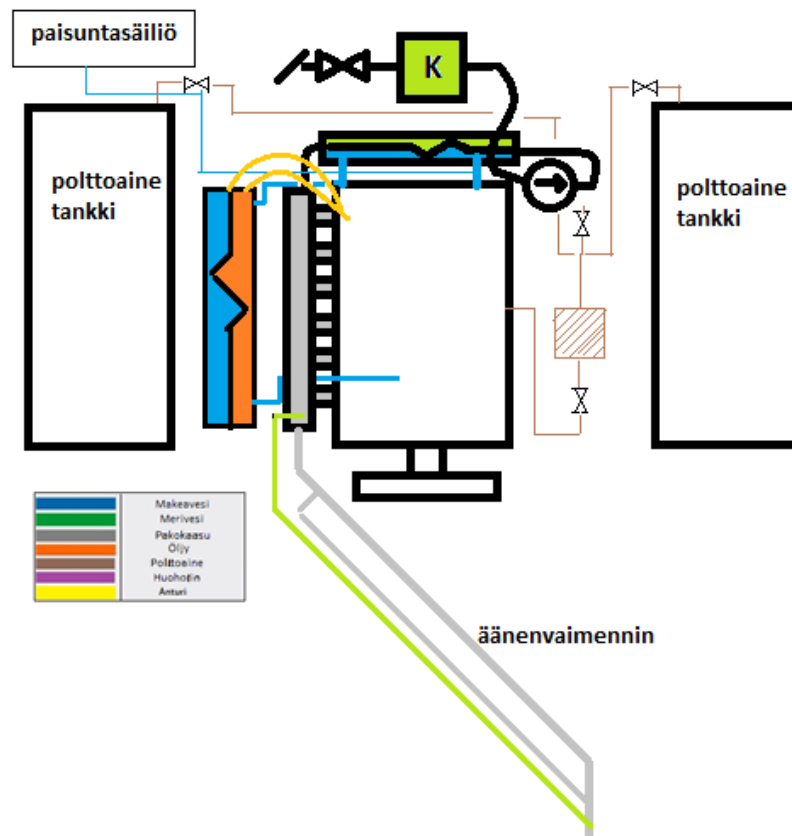 paisuntasäiliö
K
polttoaine
tankki
polttoaine
tankki
Makeavesi
Merivesi
Pakokaasu
Öljy
Polttoaine
Huohotin
Anturi
äänenvaimennin